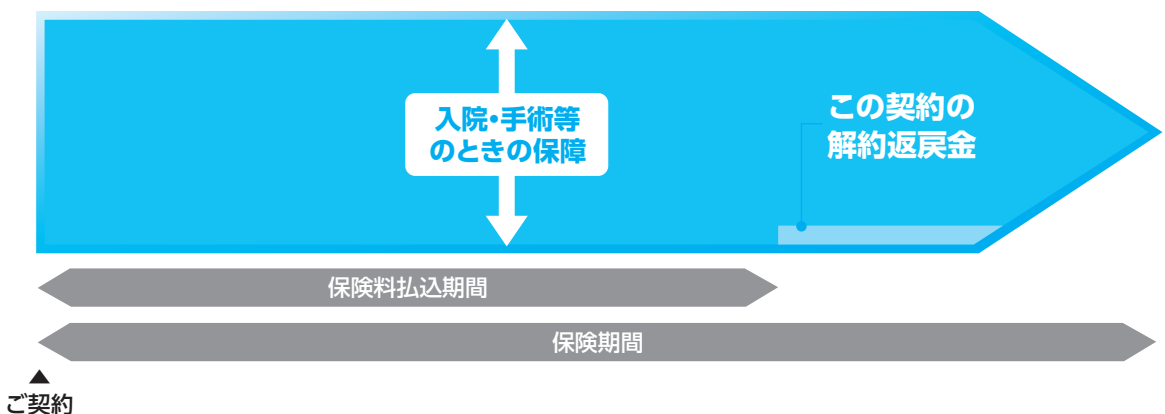 入院・手術等
のときの保障
この契約の
解約返戻金
保険料払込期間
保険期間
▲
ご契約